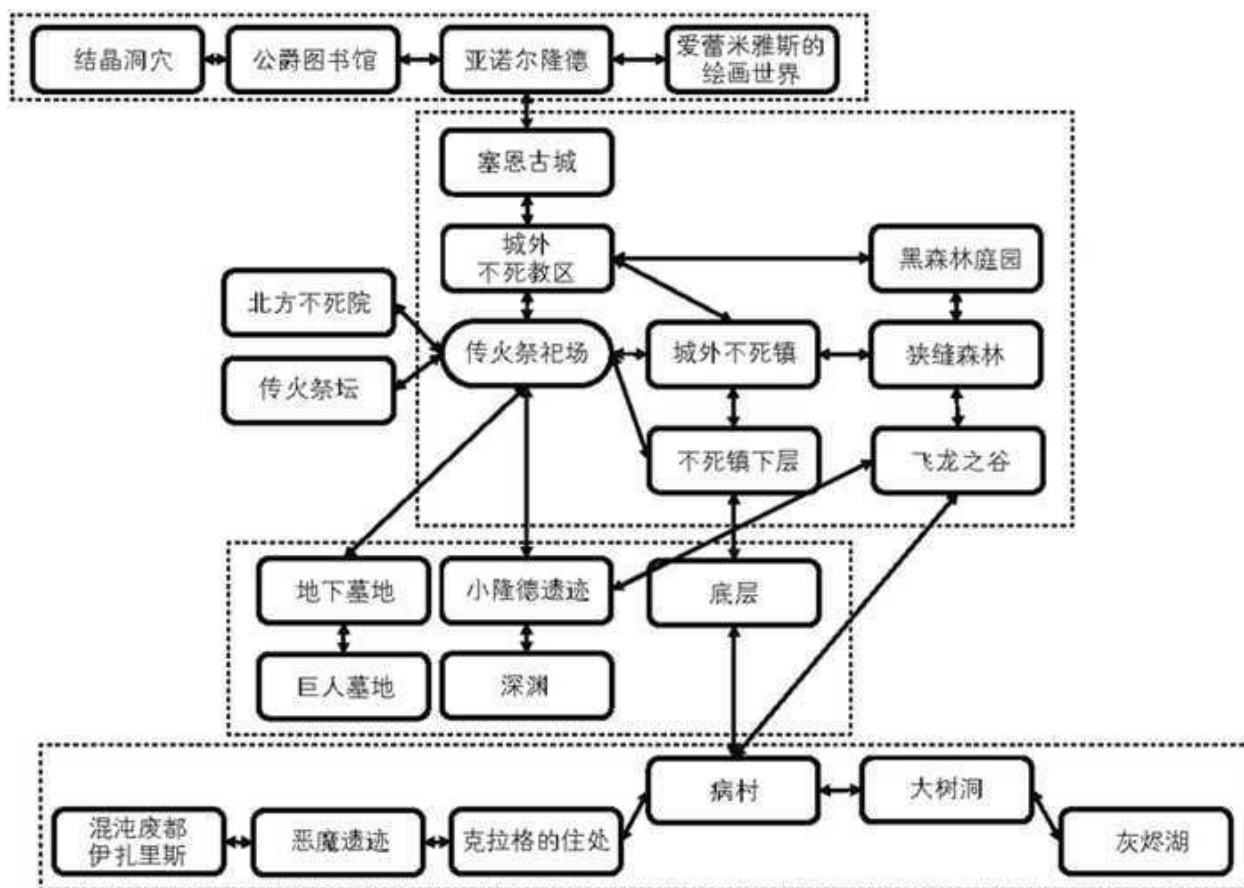 结晶洞穴
公爵图书馆
亚诺尔隆德
爱蕾米雅斯的
绘画世界
塞恩古城
城外
不死教区
黑森林庭园
北方不死院
传火祭祀场
城外不死镇
狭缝森林
传火祭坛
不死镇下层
飞龙之谷
地下墓地
小隆德遗迹
底层
巨人墓地
深渊
病村
大树洞
混沌废都
伊扎里斯
恶魔遗迹
克拉格的住处
灰烬湖